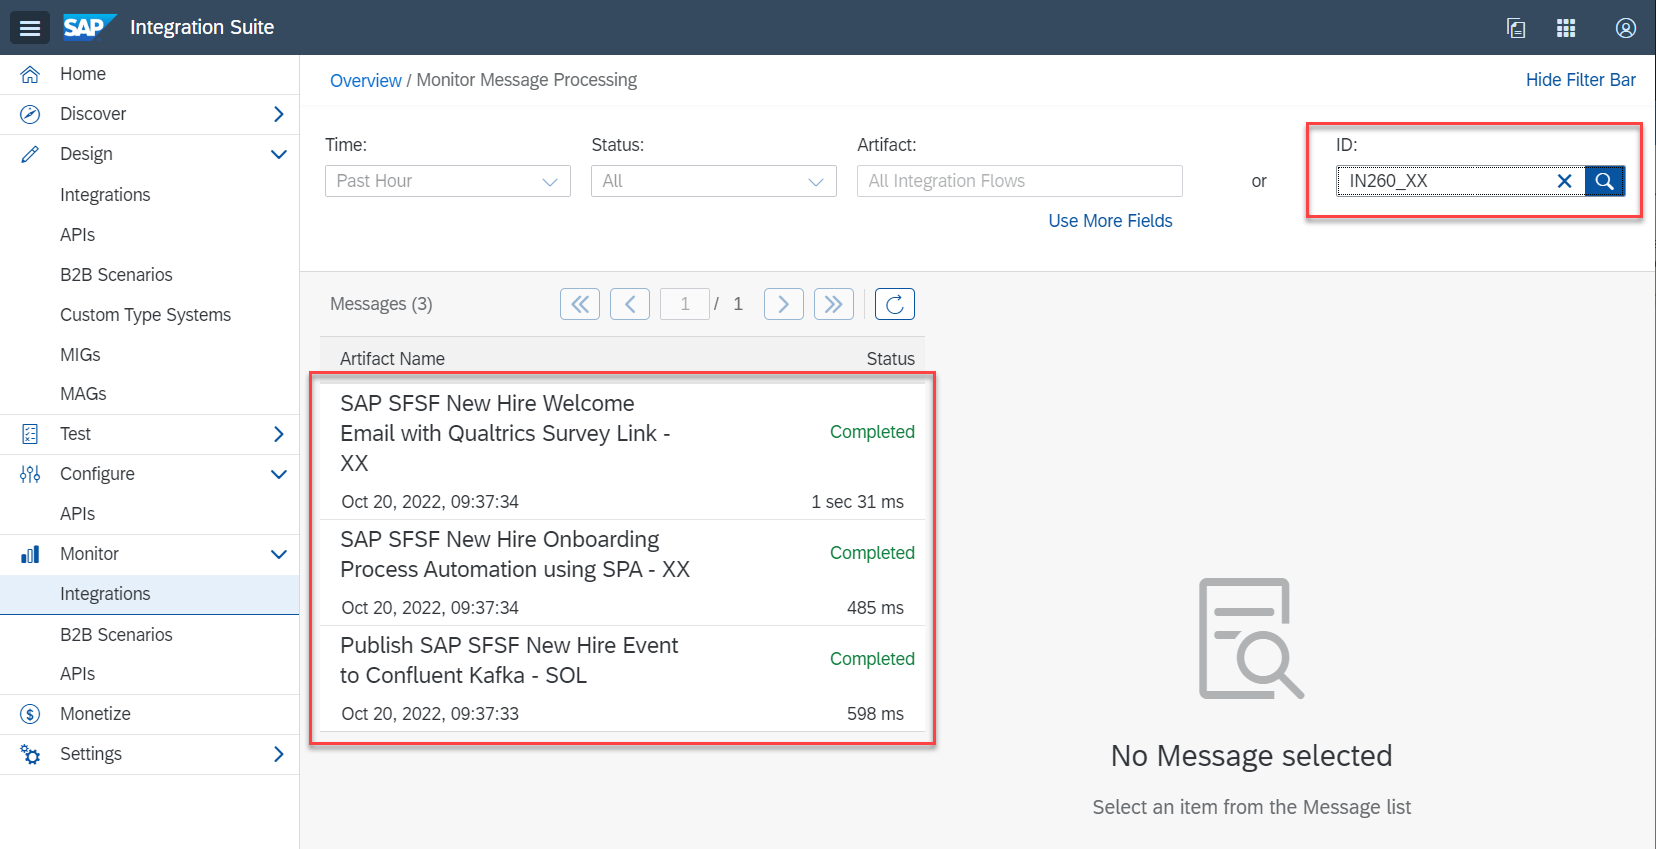 SAP Integration Suite
Home
Discover
Design
Integrations
APIs
B2B Scenarios
Custom Type Systems
MIGs
MAGs
Test
Configure
APIs
Monitor
Integrations
B2B Scenarios
APIs
Monetize
$
Settings
Overview / Monitor Message Processing
Hide Filter Bar
Time:
Past Hour
Status:
All
Artifact:
All Integration Flows
Use More Fields
or
ID:
IN260_XX
Messages (3)
1 / 1
Artifact Name Status
SAP SFSF New Hire Welcome
Email with Qualtrics Survey Link -
XX
Completed
Oct 20, 2022, 09:37:34 1 sec 31 ms
SAP SFSF New Hire Onboarding
Process Automation using SPA - XX
Completed
Oct 20, 2022, 09:37:34 485 ms
Publish SAP SFSF New Hire Event
to Confluent Kafka - SOL
Completed
Oct 20, 2022, 09:37:33 598 ms
No Message selected
Select an item from the Message list